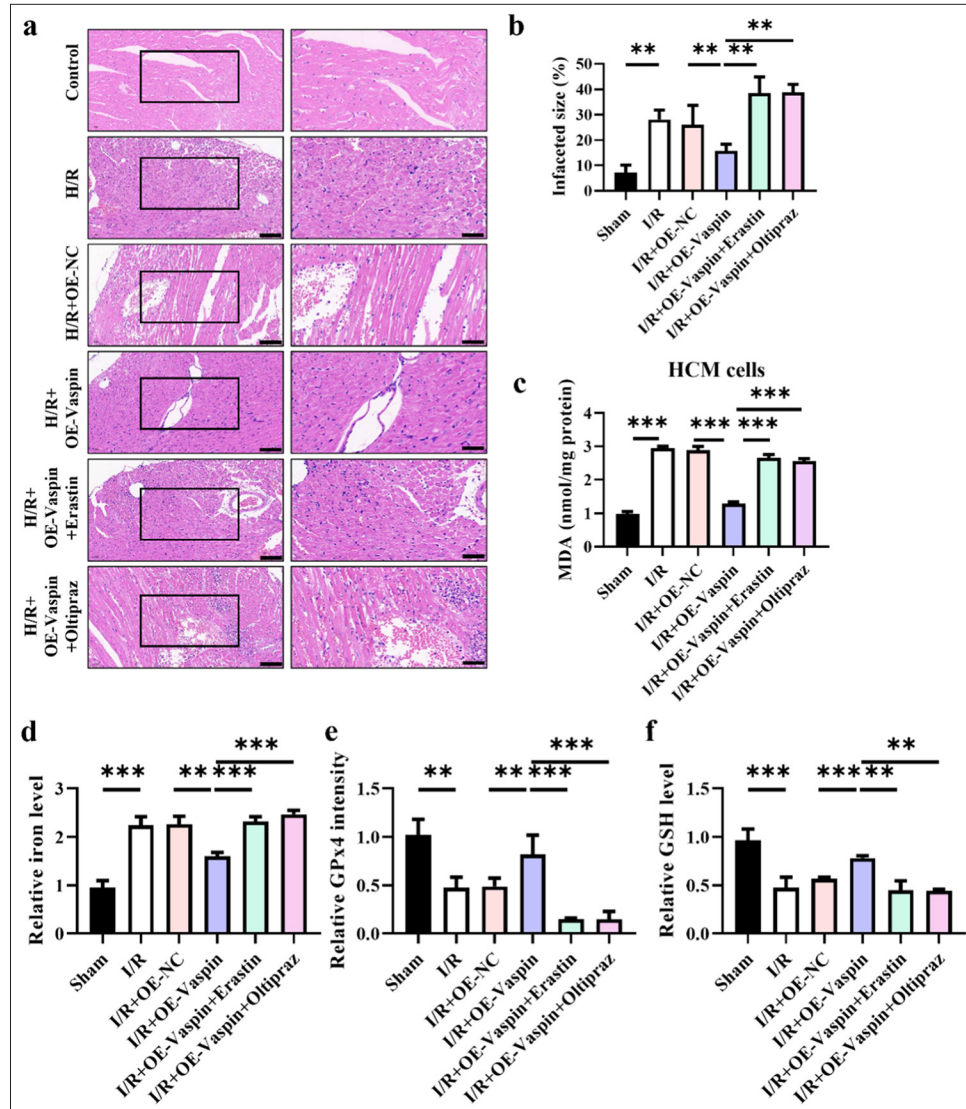 a
Control
H/R
H/R+OE-NC
H/R+
OE-Vaspin
H/R+
OE-Vaspin
+Erastin
H/R+
OE-Vaspin
+Oltipraz
b
Infaceted size (%)
50
40
30
20
10
0
**
**
**
**
Sham
I/R
I/R+OE-NC
I/R+OE-Vaspin
I/R+OE-Vaspin+Erastin
I/R+OE-Vaspin+Oltipraz
c
HCM cells
MDA (nmol/mg protein)
4
3
2
1
0
***
***
***
***
Sham
I/R
I/R+OE-NC
I/R+OE-Vaspin
I/R+OE-Vaspin+Erastin
I/R+OE-Vaspin+Oltipraz
d
Relative iron level
3
2
1
0
***
**
***
***
Sham
I/R
I/R+OE-NC
I/R+OE-Vaspin
I/R+OE-Vaspin+Erastin
I/R+OE-Vaspin+Oltipraz
e
Relative GPx4 intensity
1.5
1.0
0.5
0.0
**
**
***
***
Sham
I/R
I/R+OE-NC
I/R+OE-Vaspin
I/R+OE-Vaspin+Erastin
I/R+OE-Vaspin+Oltipraz
f
Relative GSH level
1.5
1.0
0.5
0.0
***
***
**
**
Sham
I/R
I/R+OE-NC
I/R+OE-Vaspin
I/R+OE-Vaspin+Erastin
I/R+OE-Vaspin+Oltipraz